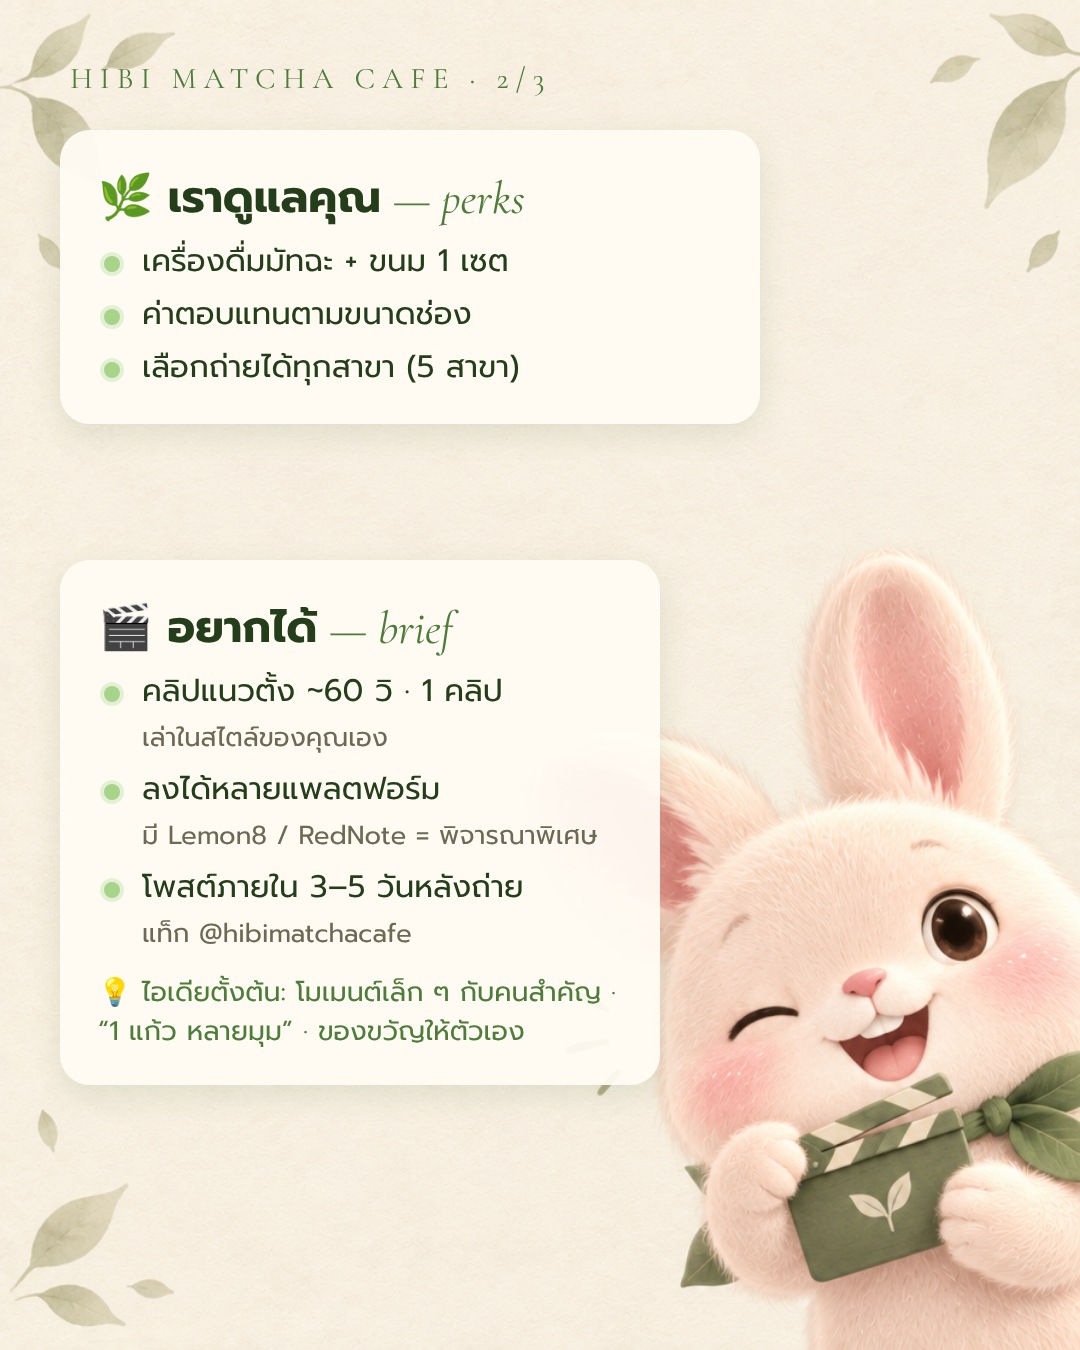 HIBI MATCHA CAFE · 2/3
🌿 เราดูแลคุณ — perks
เครื่องดื่มมัทฉะ + ขนม 1 เซต
ค่าตอบแทนตามขนาดช่อง
เลือกถ่ายได้ทุกสาขา (5 สาขา)
🎬 อยากได้ — brief
คลิปแนวตั้ง ~60 วิ · 1 คลิป
เล่าในสไตล์ของคุณเอง
ลงได้หลายแพลตฟอร์ม
มี Lemon8 / RedNote = พิจารณาพิเศษ
โพสต์ภายใน 3–5 วันหลังถ่าย
แท็ก @hibimatchacafe
💡 ไอเดียตั้งต้น: โมเมนต์เล็ก ๆ กับคนสำคัญ ·
“1 แก้ว หลายมุม” · ของขวัญให้ตัวเอง